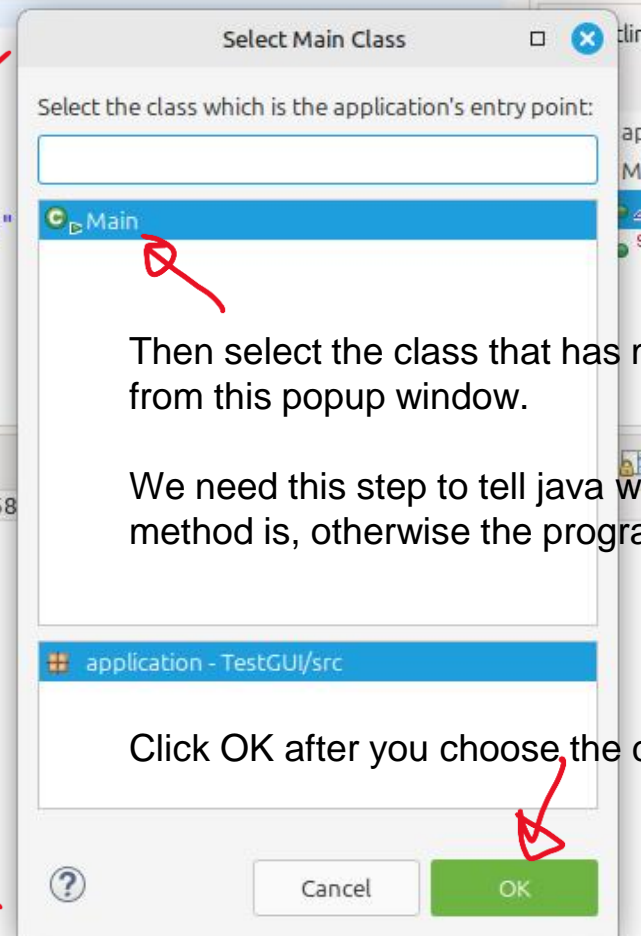 Select Main Class
Select the class which is the application's entry point:
Main
Then select the class that has
from this popup window.
We need this step to tell java
method is, otherwise the
application - TestGUI/src
Click OK after you choose the
? Cancel OK